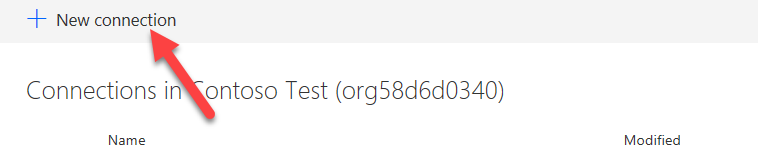 New connection
Connections in Contoso Test (org58d6d0340)
Name Modified